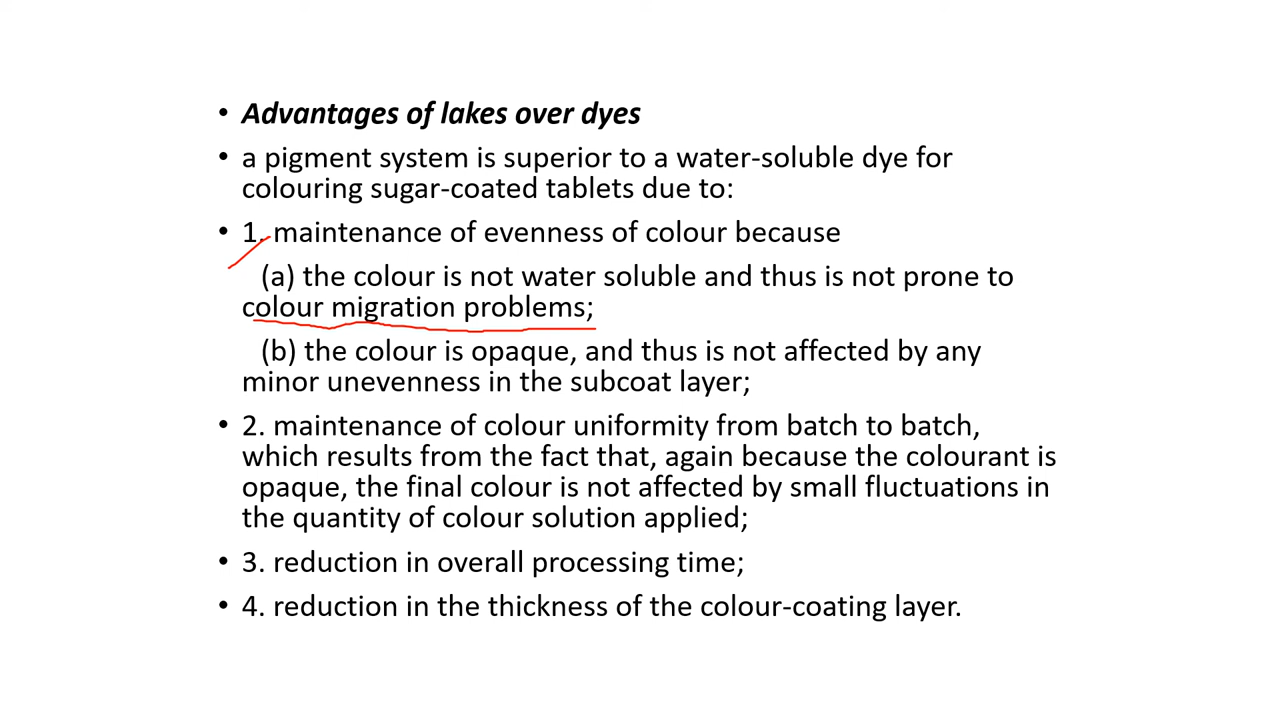 • Advantages of lakes over dyes
• a pigment system is superior to a water-soluble dye for
colouring sugar-coated tablets due to:
• 1. maintenance of evenness of colour because
(a) the colour is not water soluble and thus is not prone to
colour migration problems;
(b) the colour is opaque, and thus is not affected by any
minor unevenness in the subcoat layer;
• 2. maintenance of colour uniformity from batch to batch,
which results from the fact that, again because the colourant is
opaque, the final colour is not affected by small fluctuations in
the quantity of colour solution applied;
• 3. reduction in overall processing time;
• 4. reduction in the thickness of the colour-coating layer.